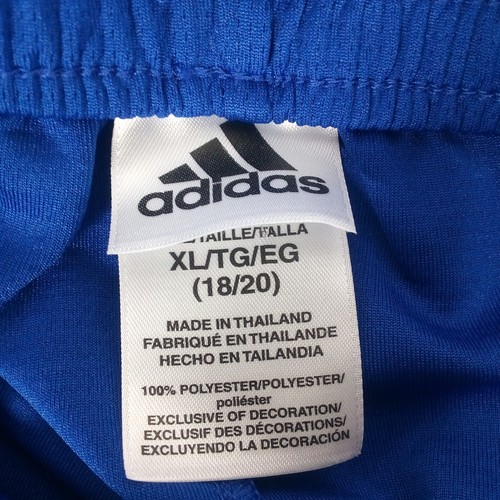 adidas
TAILLE/TALLA
XL/TG/EG
(18/20)
MADE IN THAILAND
FABRIQUÉ EN THAILANDE
HECHO EN TAILANDIA
100% POLYESTER/POLYESTER/
poliéster
EXCLUSIVE OF DECORATION/
EXCLUSIF DES DÉCORATIONS/
EXCLUYENDO LA DECORACIÓN